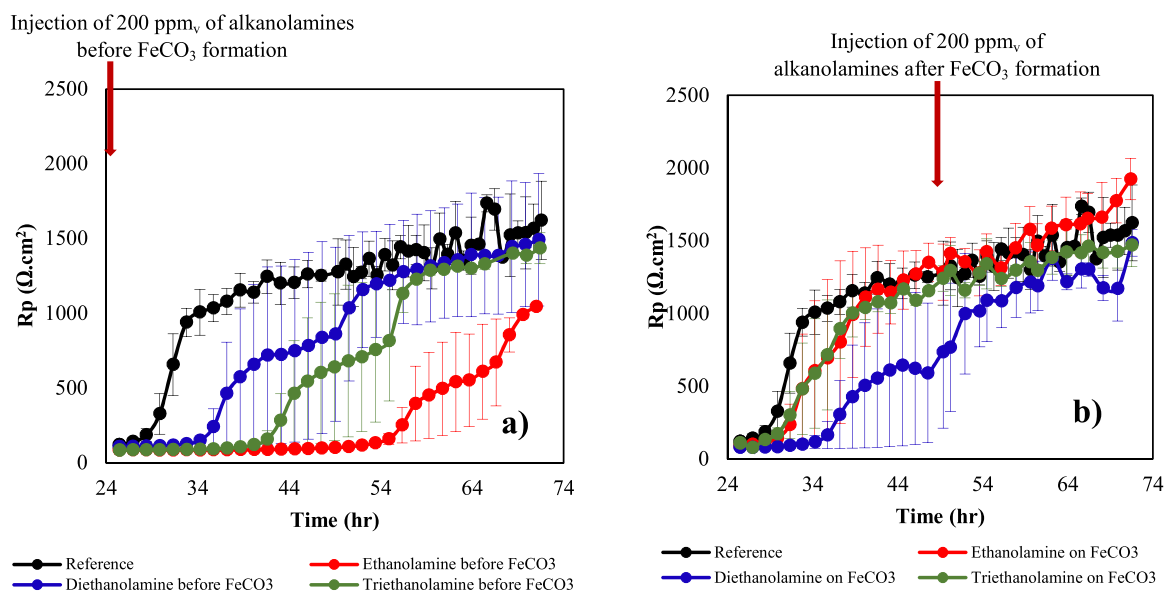 Injection of 200 ppmv of alkanolamines
before FeCO3 formation
2500
2000
1500
1000
500
0
24
34
44
54
64
74
Rp (Ω.cm²)
Time (hr)
a)
Reference
Ethanolamine before FeCO3
Diethanolamine before FeCO3
Triethanolamine before FeCO3
Injection of 200 ppmv of
alkanolamines after FeCO3 formation
2500
2000
1500
1000
500
0
24
34
44
54
64
74
Rp (Ω.cm²)
Time (hr)
b)
Reference
Ethanolamine on FeCO3
Diethanolamine on FeCO3
Triethanolamine on FeCO3